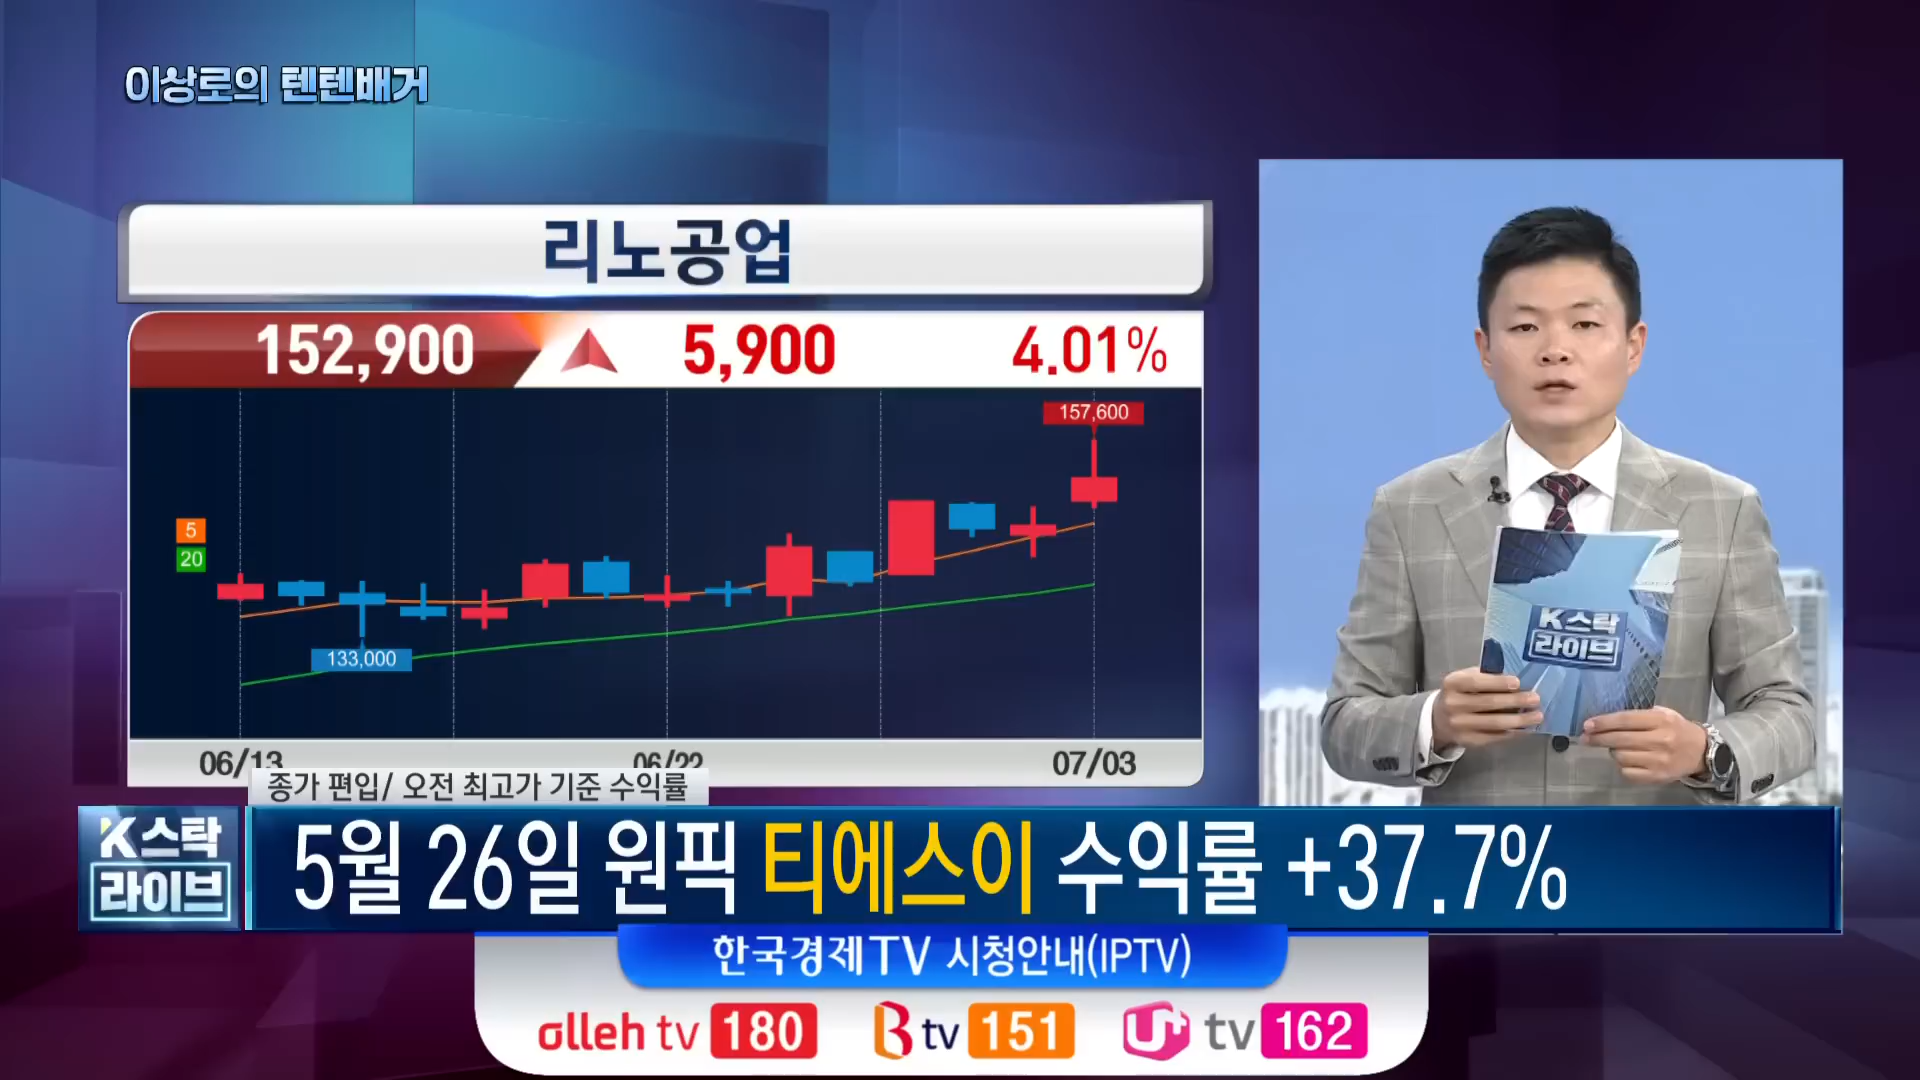 이상로의 텐텐배거
리노공업
152,900 5,900 4.01%
157,600
5
20
133,000
06/13 06/22 07/03
종가 편입/ 오전 최고가 기준 수익률
K스탁
라이브
5월 26일 원픽 티에스이 수익률 +37.7%
K스탁
라이브
한국경제TV 시청안내(IPTV)
olleh tv 180 B tv 151 U+ tv 162